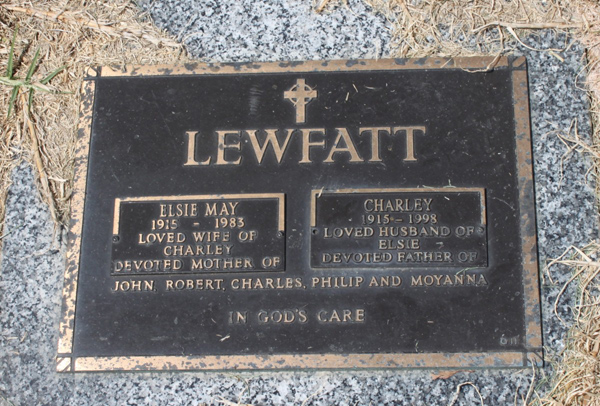 LEWFATT
ELSIE MAY
1915 - 1983
LOVED WIFE OF
CHARLEY
DEVOTED MOTHER OF
CHARLEY
1915 - 1998
LOVED HUSBAND OF
ELSIE
DEVOTED FATHER OF
JOHN, ROBERT, CHARLES, PHILIP AND MOYANNA
IN GOD'S CARE